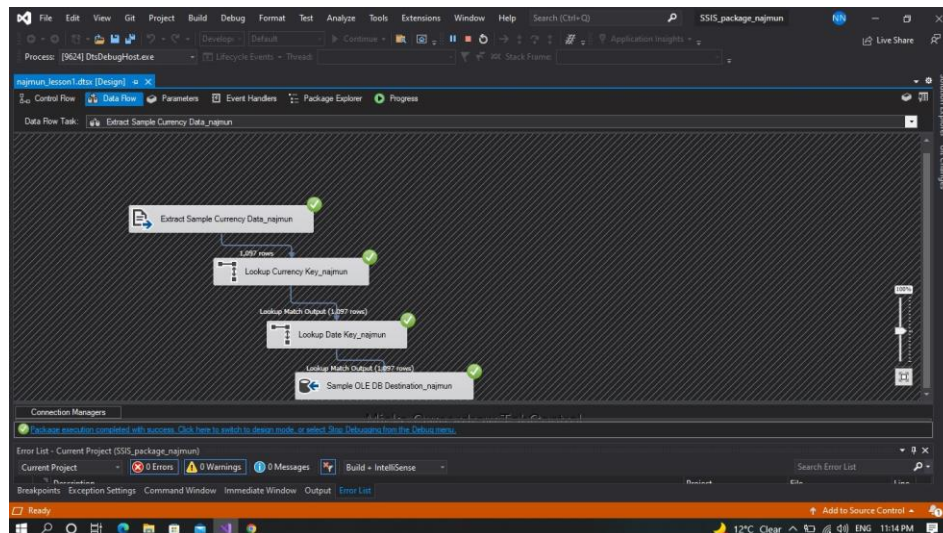 File Edit View Git Project Build Debug Format Test Analyze Tools Extensions Window Help Search (Ctrl+Q) SSIS_package_najmun NN
Develop Default Continue Application Insights Live Share
Process: [9624] DtsDebugHost.exe Lifecycle Events Thread: Stack Frame:
najmun_lesson1.dtsx [Design]
Control Flow Data Flow Parameters Event Handlers Package Explorer Progress
Data Flow Task: Extract Sample Currency Data_najmun
Extract Sample Currency Data_najmun
1,097 rows
Lookup Currency Key_najmun
100%
Lookup Match Output (1,097 rows)
Lookup Date Key_najmun
Lookup Match Output (1,097 rows)
Sample OLE DB Destination_najmun
Connection Managers
Package execution completed with success. Click here to switch to design mode, or select Stop Debugging from the Debug menu.
Error List - Current Project (SSIS_package_najmun)
Current Project 0 Errors 0 Warnings 0 Messages Build + IntelliSense Search Error List
Description Project File Line
Breakpoints Exception Settings Command Window Immediate Window Output Error List
Ready Add to Source Control
12°C Clear ENG 11:14 PM